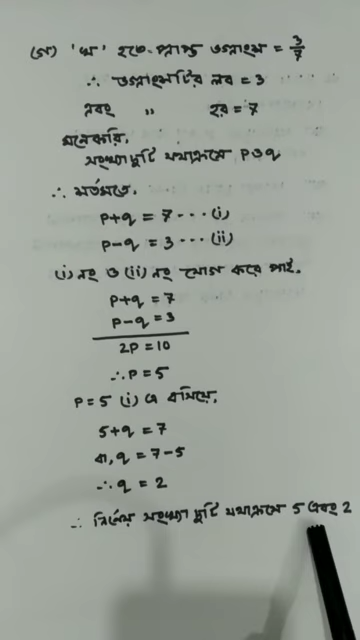 (গ) 'খ' হতে প্রাপ্ত ভগ্নাংশ = 3/7
∴ ভগ্নাংশটির লব = 3
এবং " হর = 7
মনেকরি,
সংখ্যা দুটি যথাক্রমে p ও q
∴ শর্তমতে,
p+q = 7 ··· (i)
p-q = 3 ··· (ii)
(i) নং ও (ii) নং যোগ করে পাই,
p+q = 7
p-q = 3
2p = 10
∴ p = 5
p = 5 (i) এ বসিয়ে,
5+q = 7
বা, q = 7-5
∴ q = 2
∴ নির্ণেয় সংখ্যা দুটি যথাক্রমে 5 এবং 2